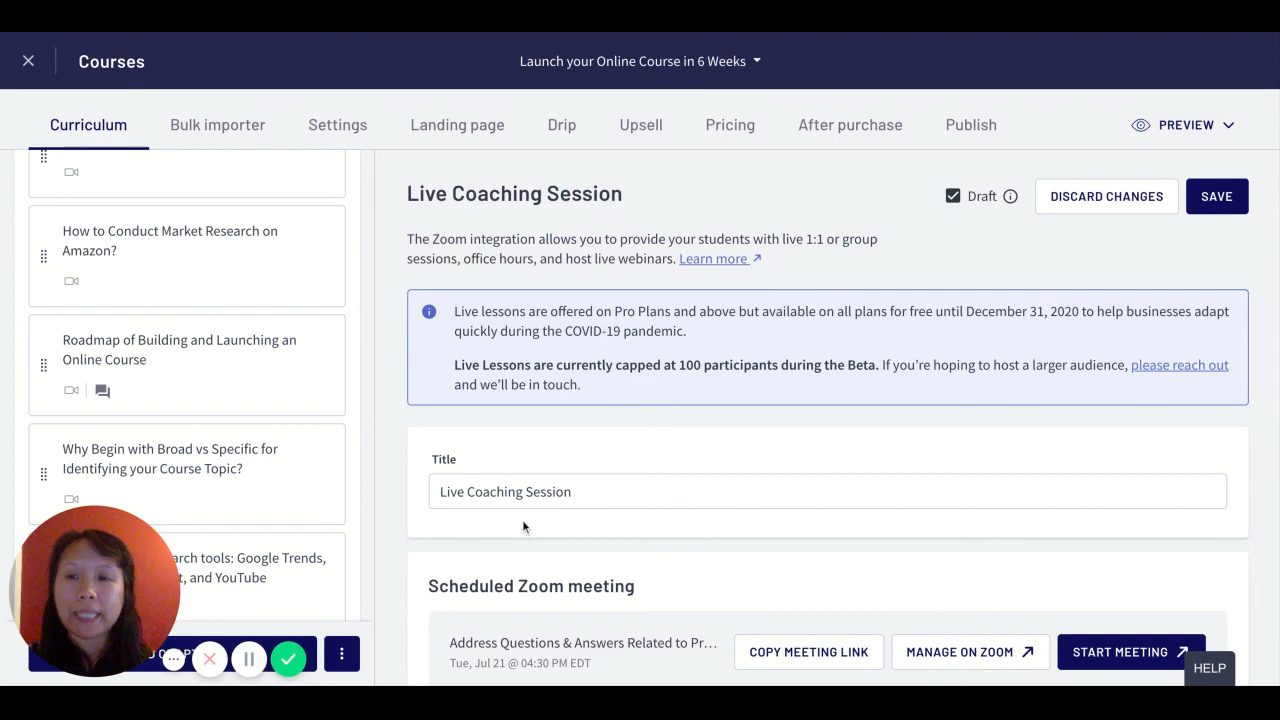 Courses
Launch your Online Course in 6 Weeks
Curriculum
Bulk importer
Settings
Landing page
Drip
Upsell
Pricing
After purchase
Publish
PREVIEW
How to Conduct Market Research on
Amazon?
Roadmap of Building and Launching an
Online Course
Why Begin with Broad vs Specific for
Identifying your Course Topic?
tools: Google Trends,
and YouTube
Live Coaching Session
Draft
DISCARD CHANGES
SAVE
The Zoom integration allows you to provide your students with live 1:1 or group
sessions, office hours, and host live webinars. Learn more
Live lessons are offered on Pro Plans and above but available on all plans for free until December 31, 2020 to help businesses adapt
quickly during the COVID-19 pandemic.
Live Lessons are currently capped at 100 participants during the Beta. If you're hoping to host a larger audience, please reach out
and we'll be in touch.
Title
Live Coaching Session
Scheduled Zoom meeting
Address Questions & Answers Related to Pr...
Tue, Jul 21 @ 04:30 PM EDT
COPY MEETING LINK
MANAGE ON ZOOM
START MEETING
HELP